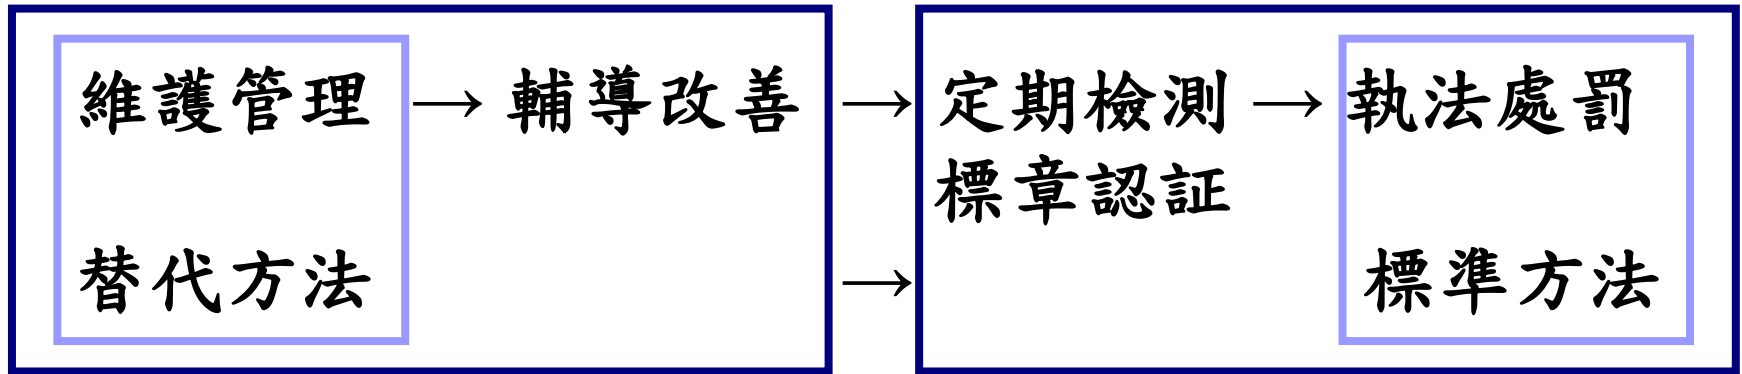 維護管理 → 輔導改善 → 定期檢測 → 執法處罰
標章認証
替代方法 → 標準方法